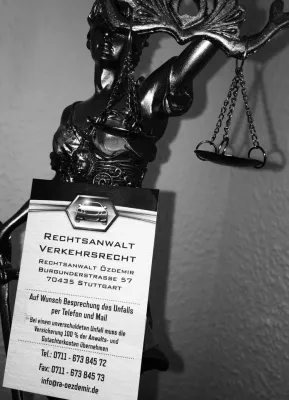 Rechtsanwalt
Verkehrsrecht
Rechtsanwalt Özdemir
Burgunderstrasse 57
70435 Stuttgart
Auf Wunsch Besprechung des Unfalls
per Telefon und Mail
Bei einem unverschuldeten Unfall muss die
Versicherung 100 % der Anwalts- und
Gutachterkosten übernehmen
Tel.: 0711 - 673 845 72
Fax: 0711 - 673 845 73
info@ra-oezdemir.de